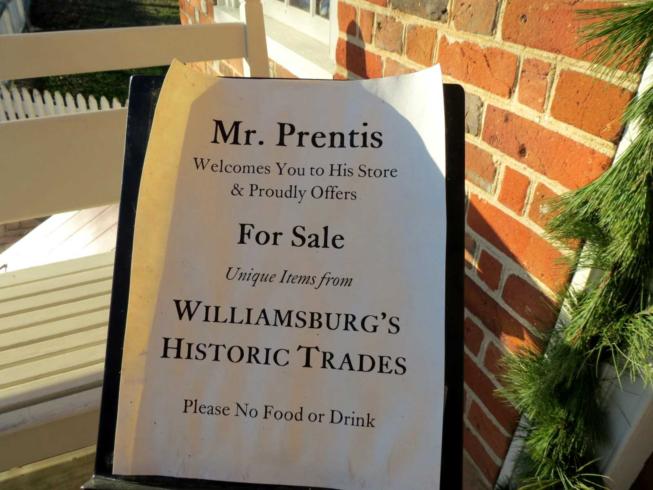 Mr. Prentis
Welcomes You to His Store
& Proudly Offers
For Sale
Unique Items from
WILLIAMSBURG'S
HISTORIC TRADES
Please No Food or Drink